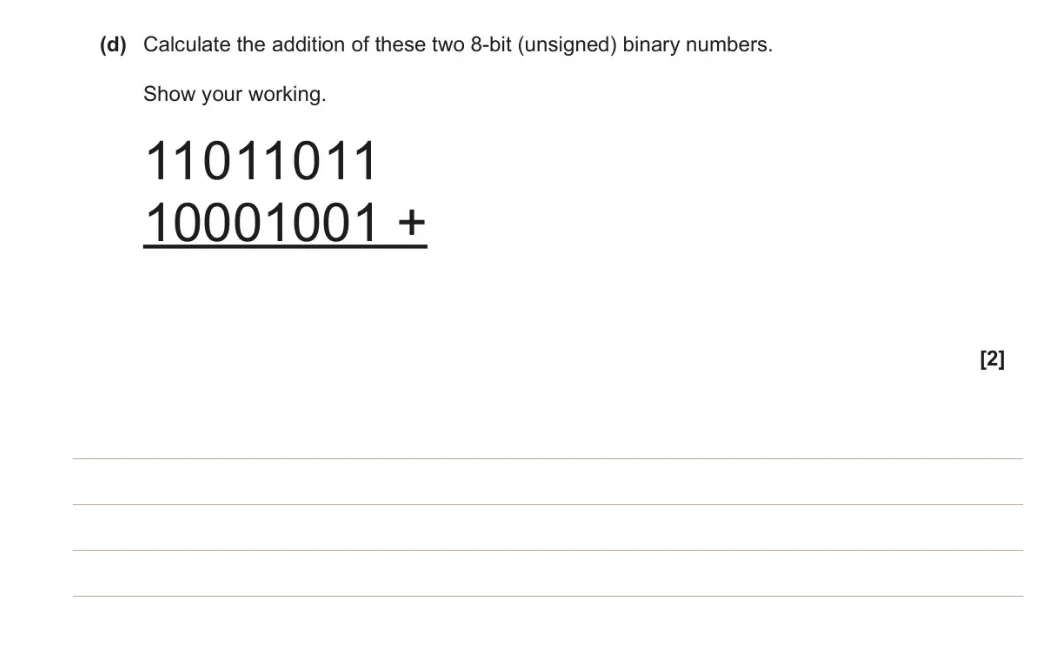 (d) Calculate the addition of these two 8-bit (unsigned) binary numbers.
Show your working.
11011011
10001001 +
[2]